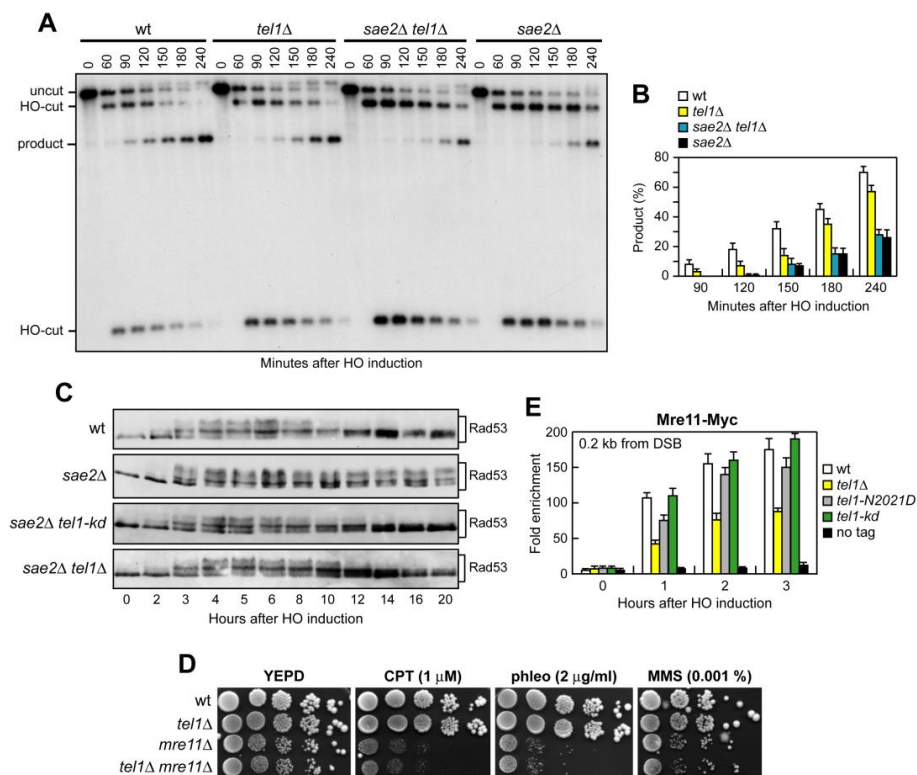 A
wt
tel1Δ
sae2Δ tel1Δ
sae2Δ
0 60 90 120 150 180 240 0 60 90 120 150 180 240 0 60 90 120 150 180 240 0 60 90 120 150 180 240
uncut
HO-cut
product
HO-cut
Minutes after HO induction
B
wt
tel1Δ
sae2Δ tel1Δ
sae2Δ
Product (%)
80
60
40
20
0
90 120 150 180 240
Minutes after HO induction
C
wt Rad53
sae2Δ Rad53
sae2Δ tel1-kd Rad53
sae2Δ tel1Δ Rad53
0 2 3 4 5 6 8 10 12 14 16 20
Hours after HO induction
E
Mre11-Myc
0.2 kb from DSB
Fold enrichment
200
150
100
50
0
0 1 2 3
Hours after HO induction
wt
tel1Δ
tel1-N2021D
tel1-kd
no tag
D
YEPD CPT (1 μM) phleo (2 μg/ml) MMS (0.001 %)
wt
tel1Δ
mre11Δ
tel1Δ mre11Δ